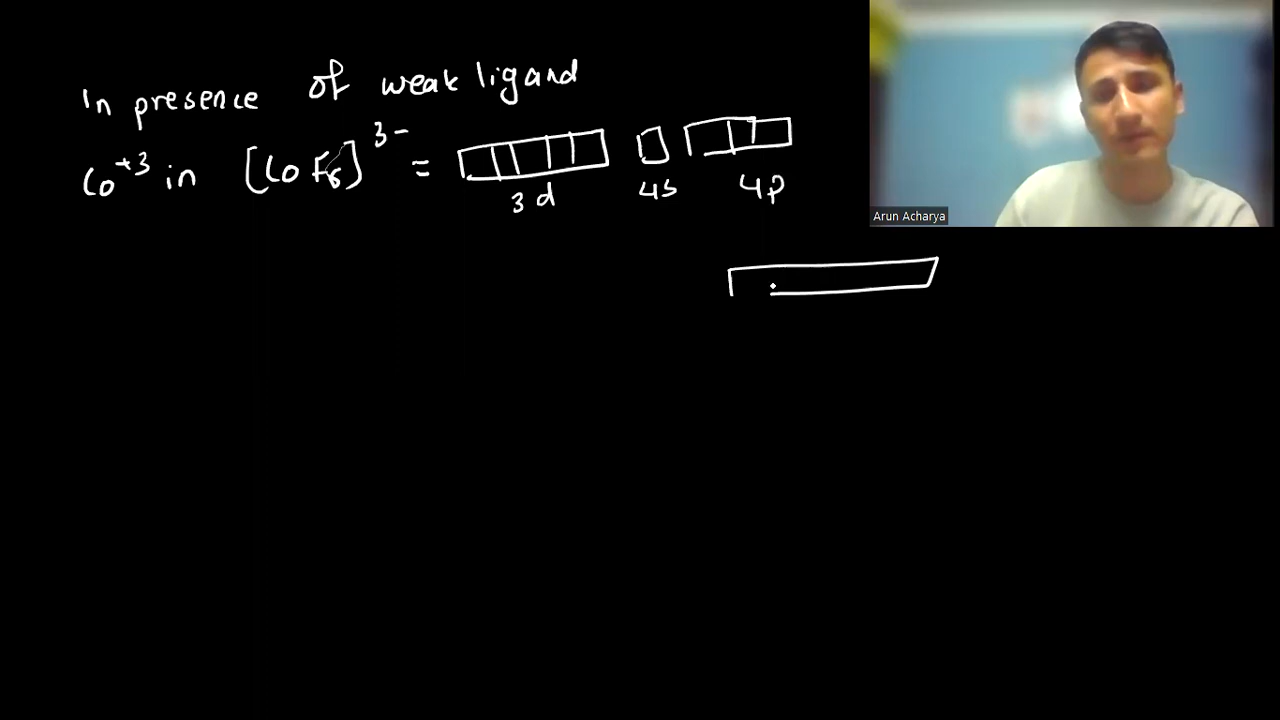 In presence of weak ligand
Co+3 in [CoF6]3- =
3d 4s 4p
Arun Acharya